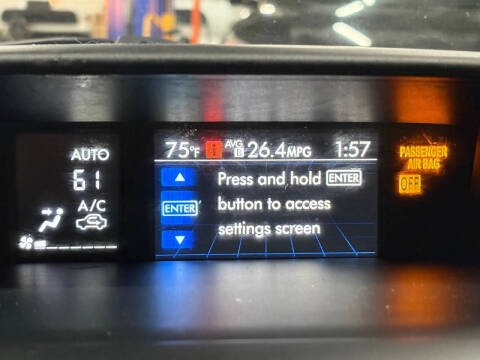 75°F ! AVG B 26.4MPG 1:57
AUTO
61
A/C
Press and hold ENTER
ENTER
button to access
settings screen
PASSENGER
AIR BAG
OFF